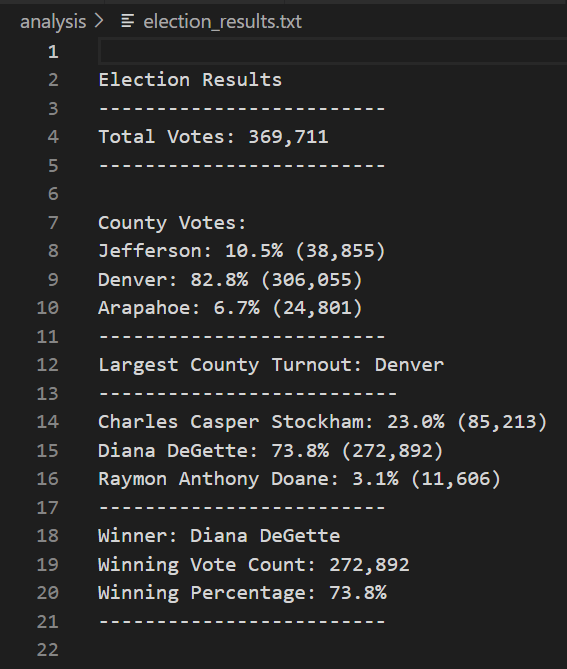 analysis > election_results.txt
1
2 Election Results
3 -------------------------
4 Total Votes: 369,711
5 -------------------------
6
7 County Votes:
8 Jefferson: 10.5% (38,855)
9 Denver: 82.8% (306,055)
10 Arapahoe: 6.7% (24,801)
11 -------------------------
12 Largest County Turnout: Denver
13 --------------------------
14 Charles Casper Stockham: 23.0% (85,213)
15 Diana DeGette: 73.8% (272,892)
16 Raymon Anthony Doane: 3.1% (11,606)
17 -------------------------
18 Winner: Diana DeGette
19 Winning Vote Count: 272,892
20 Winning Percentage: 73.8%
21 -------------------------
22